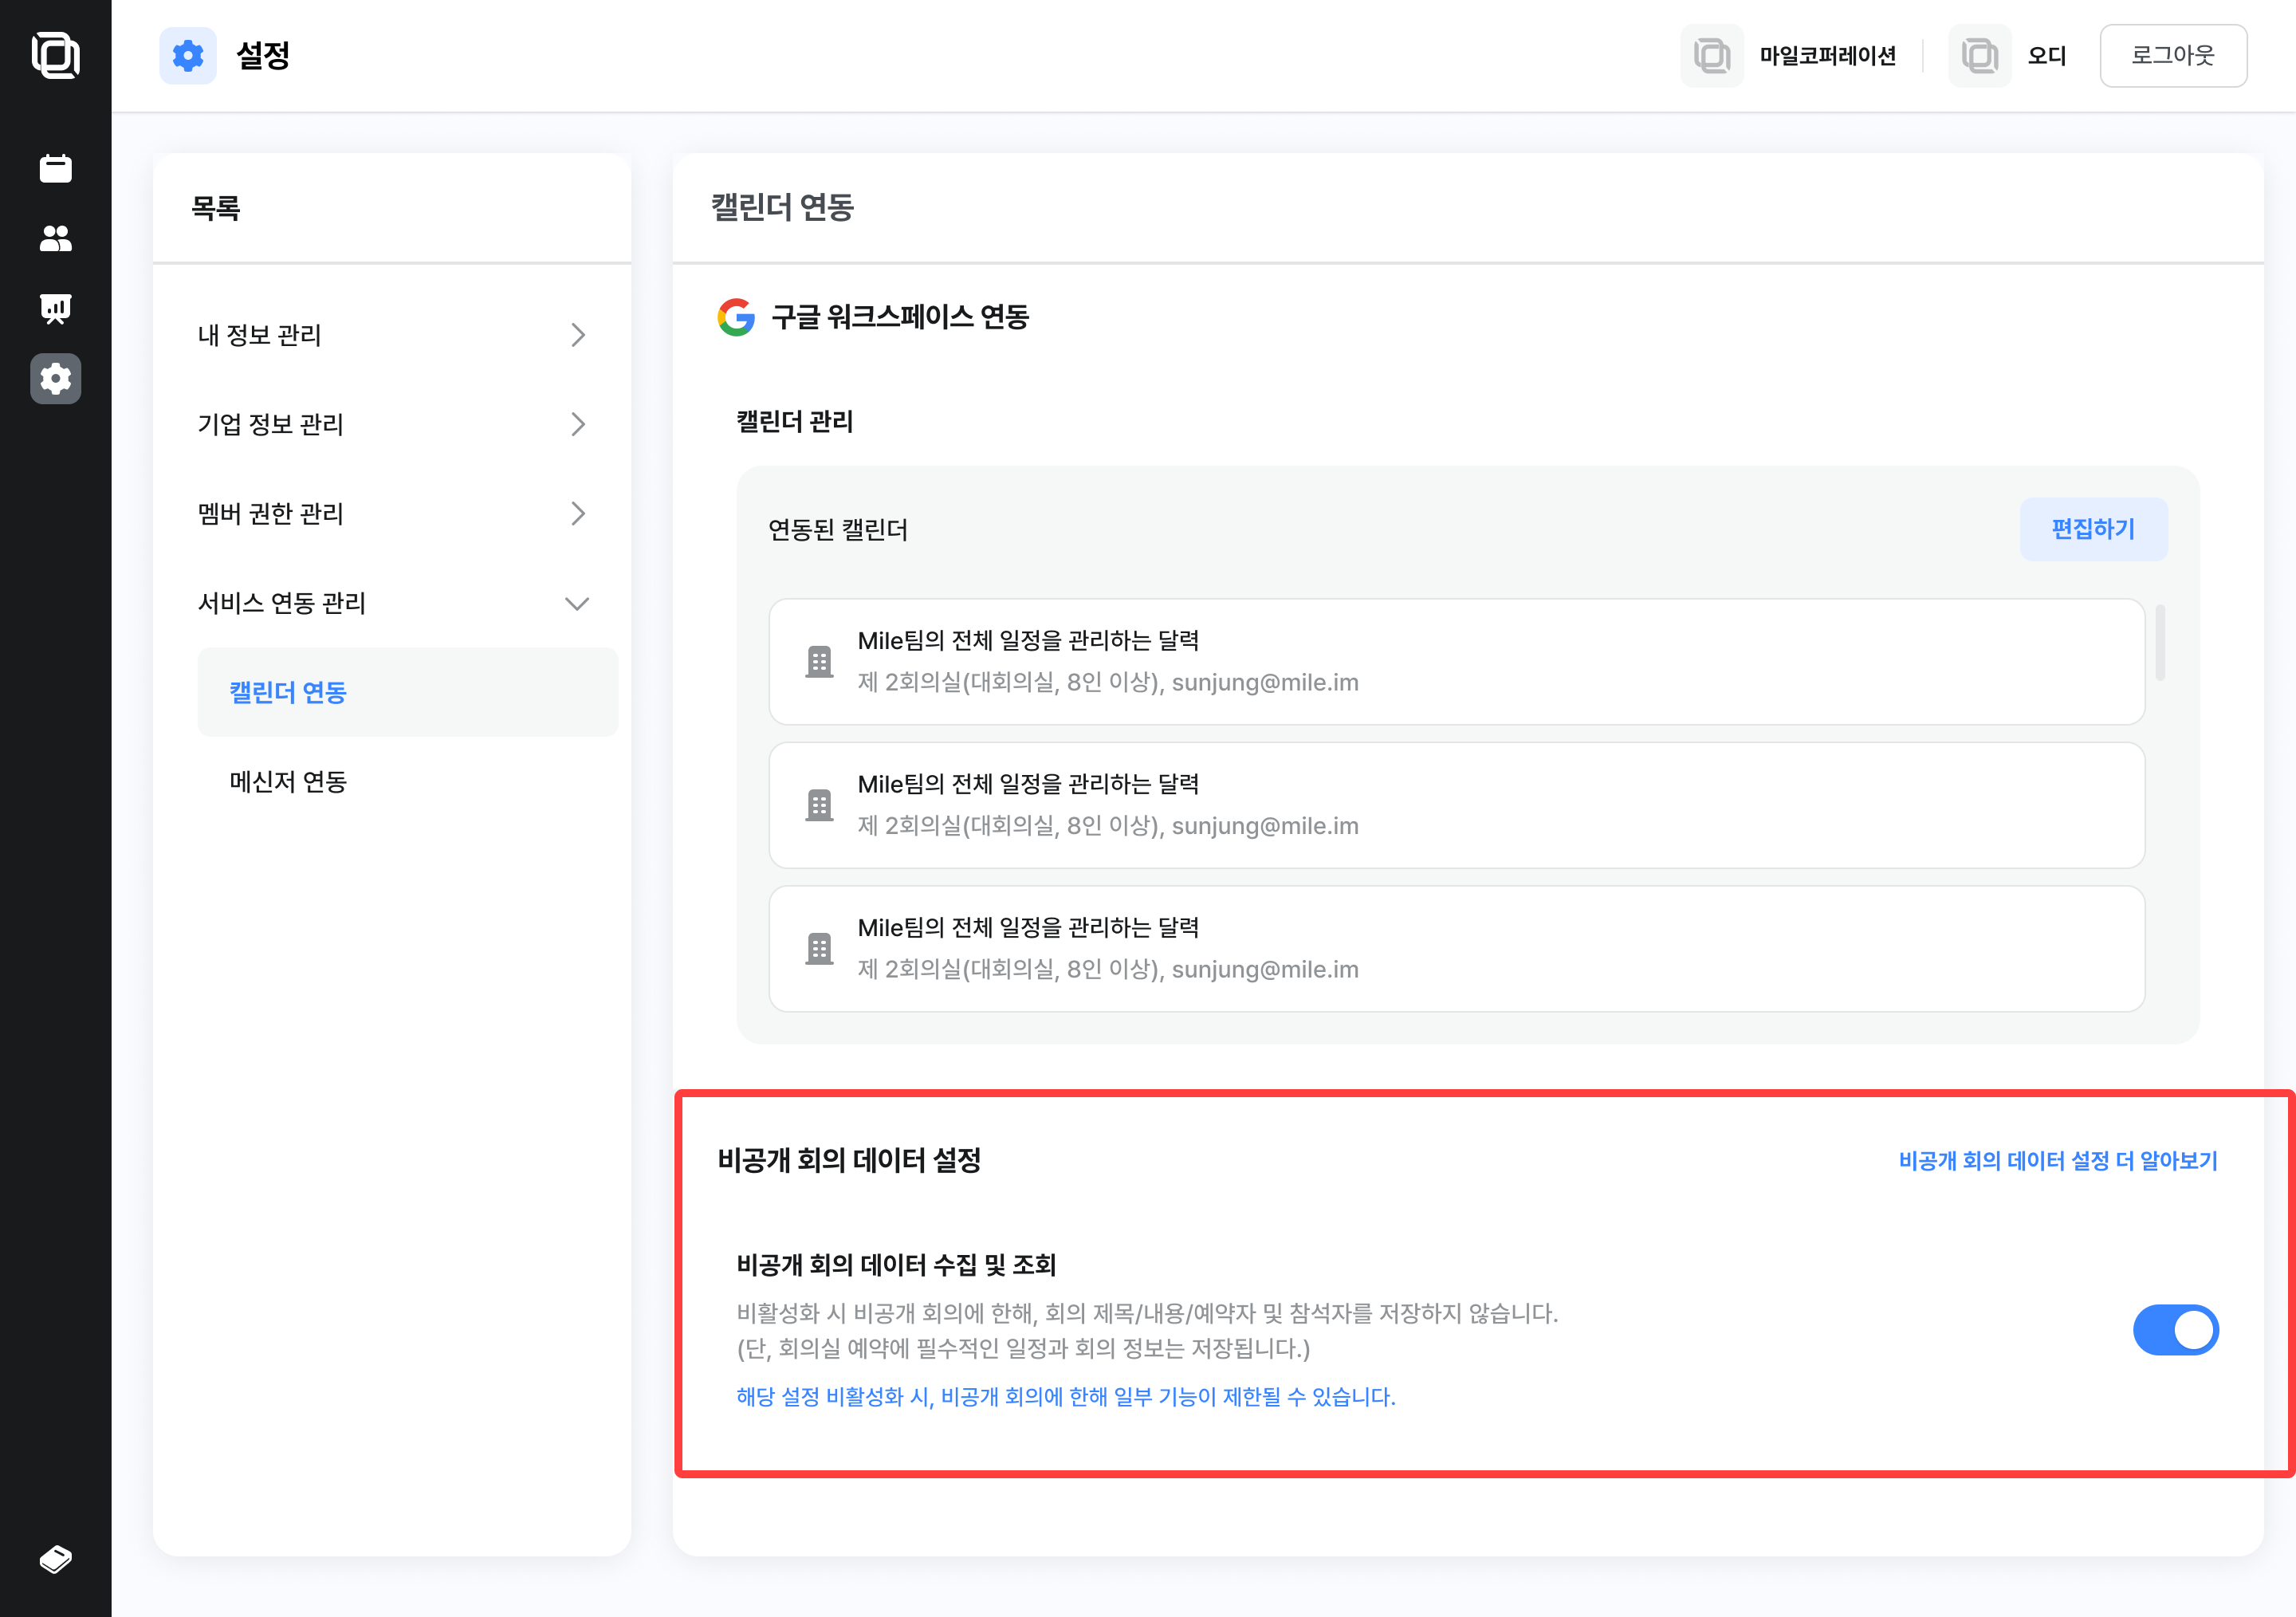 설정
마일코퍼레이션
오디
로그아웃
목록
내 정보 관리
기업 정보 관리
멤버 권한 관리
서비스 연동 관리
캘린더 연동
메신저 연동
캘린더 연동
구글 워크스페이스 연동
캘린더 관리
연동된 캘린더
편집하기
Mile팀의 전체 일정을 관리하는 달력
제 2회의실(대회의실, 8인 이상), sunjung@mile.im
Mile팀의 전체 일정을 관리하는 달력
제 2회의실(대회의실, 8인 이상), sunjung@mile.im
Mile팀의 전체 일정을 관리하는 달력
제 2회의실(대회의실, 8인 이상), sunjung@mile.im
비공개 회의 데이터 설정
비공개 회의 데이터 설정 더 알아보기
비공개 회의 데이터 수집 및 조회
비활성화 시 비공개 회의에 한해, 회의 제목/내용/예약자 및 참석자를 저장하지 않습니다.
(단, 회의실 예약에 필수적인 일정과 회의 정보는 저장됩니다.)
해당 설정 비활성화 시, 비공개 회의에 한해 일부 기능이 제한될 수 있습니다.